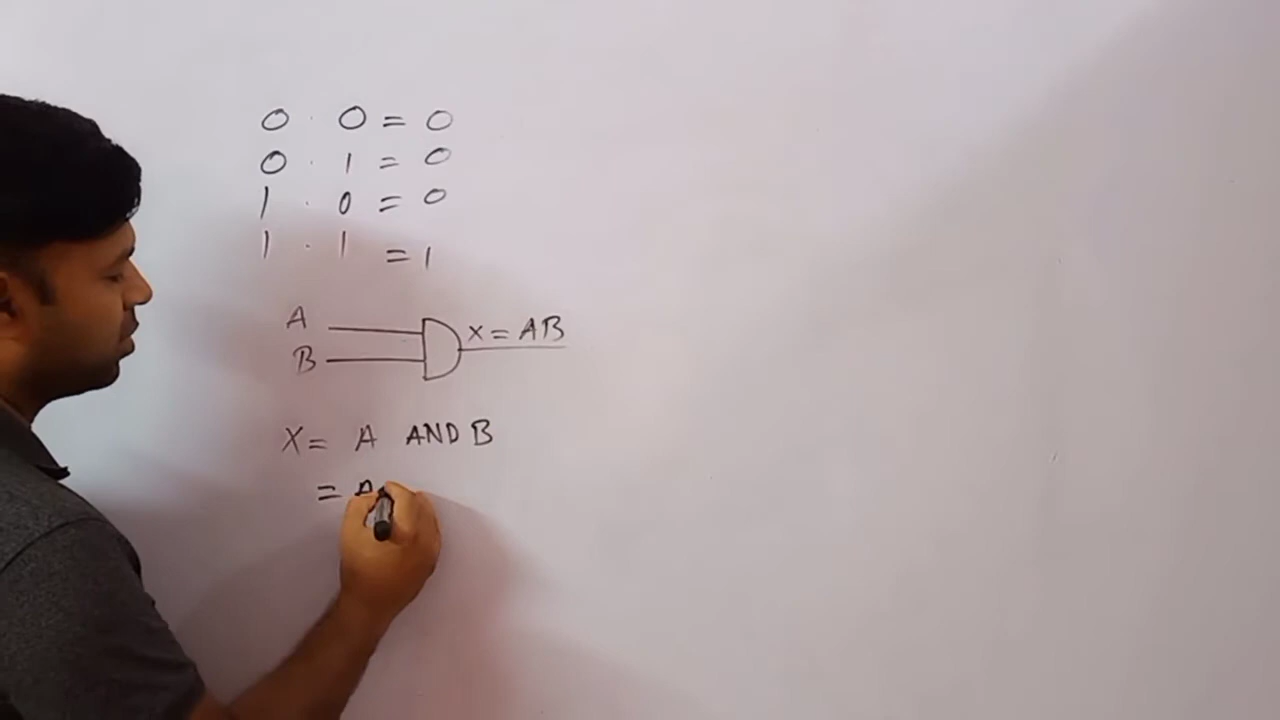 0 . 0 = 0
0 . 1 = 0
1 . 0 = 0
1 . 1 = 1
A
X = AB
B
X = A AND B
= A